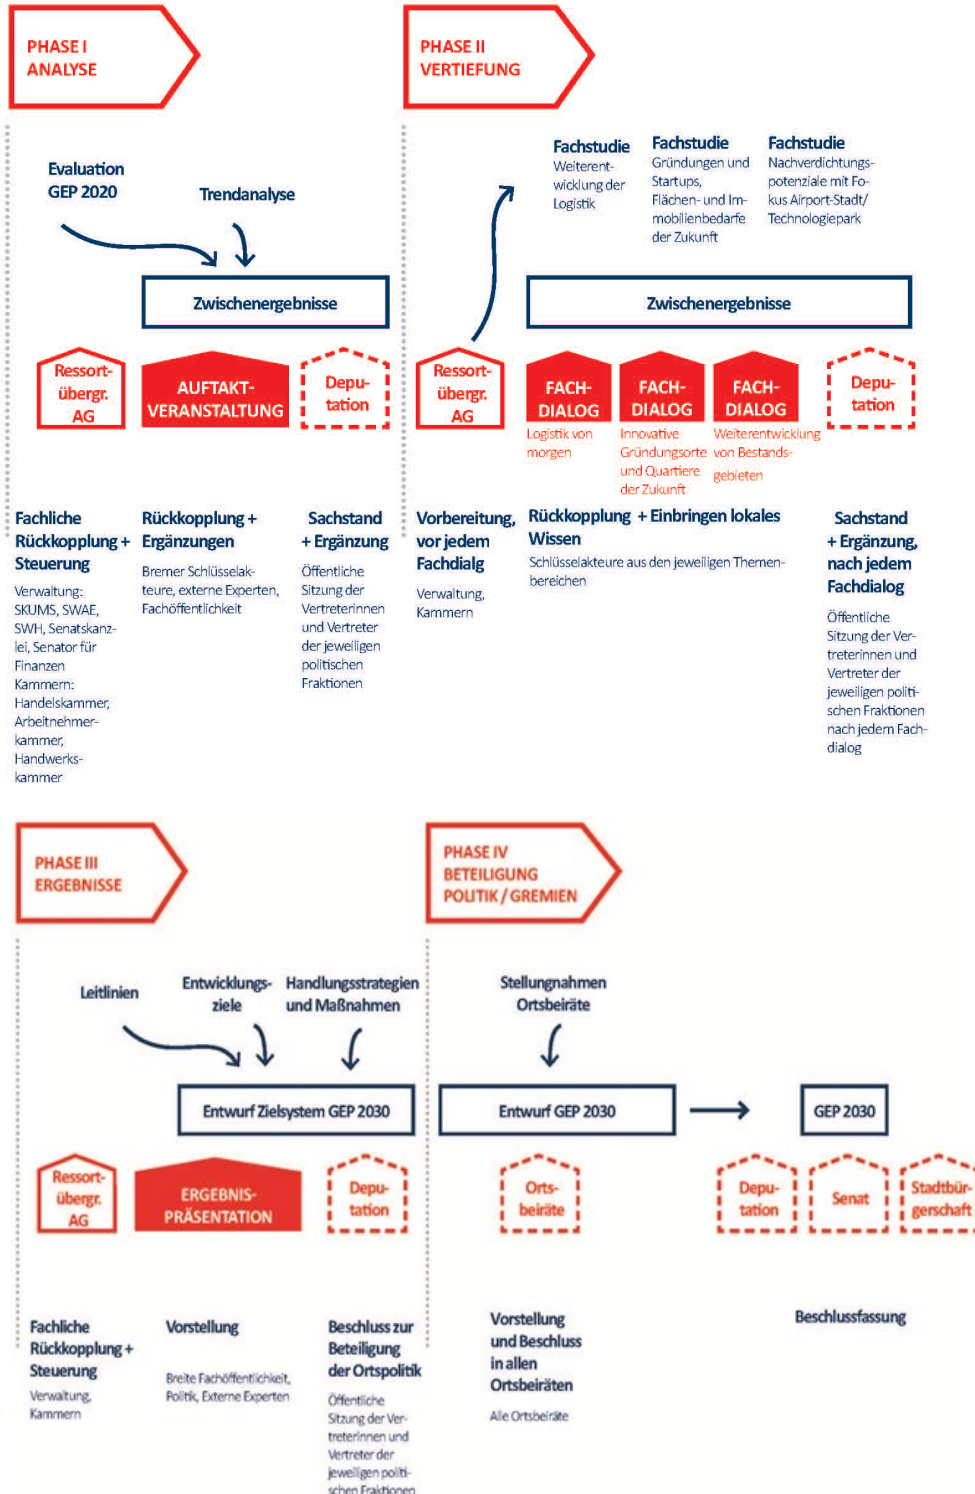 PHASE I
ANALYSE
PHASE II
VERTIEFUNG
Evaluation
GEP 2020
Trendanalyse
Fachstudie
Weiterent-
wicklung der
Logistik
Fachstudie
Gründungen und
Startups,
Flächen- und Im-
mobilienbedarfe
der Zukunft
Fachstudie
Nachverdichtungs-
potenziale mit Fo-
kus Airport-Stadt/
Technologiepark
Zwischenergebnisse
Zwischenergebnisse
Ressort-
übergr.
AG
AUFTAKT-
VERANSTALTUNG
Depu-
tation
Ressort-
übergr.
AG
FACH-
DIALOG
Logistik von
morgen
FACH-
DIALOG
Innovative
Gründungsorte
und Quartiere
der Zukunft
FACH-
DIALOG
Weiterentwicklung
von Bestands-
gebieten
Depu-
tation
Fachliche
Rückkopplung +
Steuerung
Verwaltung:
SKUMS, SWAE,
SWH, Senatskanz-
lei, Senator für
Finanzen
Kammern:
Handelskammer,
Arbeitnehmer-
kammer,
Handwerks-
kammer
Rückkopplung +
Ergänzungen
Bremer Schlüsselak-
teure, externe Experten,
Fachöffentlichkeit
Sachstand
+ Ergänzung
Öffentliche
Sitzung der
Vertreterinnen
und Vertreter
der jeweiligen
politischen
Fraktionen
Vorbereitung,
vor jedem
Fachdialg
Verwaltung,
Kammern
Rückkopplung + Einbringen lokales
Wissen
Schlüsselakteure aus den jeweiligen Themen-
bereichen
Sachstand
+ Ergänzung,
nach jedem
Fachdialog
Öffentliche
Sitzung der Ver-
treterinnen und
Vertreter der
jeweiligen politi-
schen Fraktionen
nach jedem Fach-
dialog
PHASE III
ERGEBNISSE
PHASE IV
BETEILIGUNG
POLITIK / GREMIEN
Leitlinien
Entwicklungs-
ziele
Handlungsstrategien
und Maßnahmen
Stellungnahmen
Ortsbeiräte
Entwurf Zielsystem GEP 2030
Entwurf GEP 2030
GEP 2030
Ressort-
übergr.
AG
ERGEBNIS-
PRÄSENTATION
Depu-
tation
Orts-
beiräte
Depu-
tation
Senat
Stadtbür-
gerschaft
Fachliche
Rückkopplung +
Steuerung
Verwaltung,
Kammern
Vorstellung
Breite Fachöffentlichkeit,
Politik, Externe Experten
Beschluss zur
Beteiligung
der Ortspolitik
Öffentliche
Sitzung der Ver-
treterinnen und
Vertreter der
jeweiligen politi-
schen Fraktionen
Vorstellung
und Beschluss
in allen
Ortsbeiräten
Alle Ortsbeiräte
Beschlussfassung